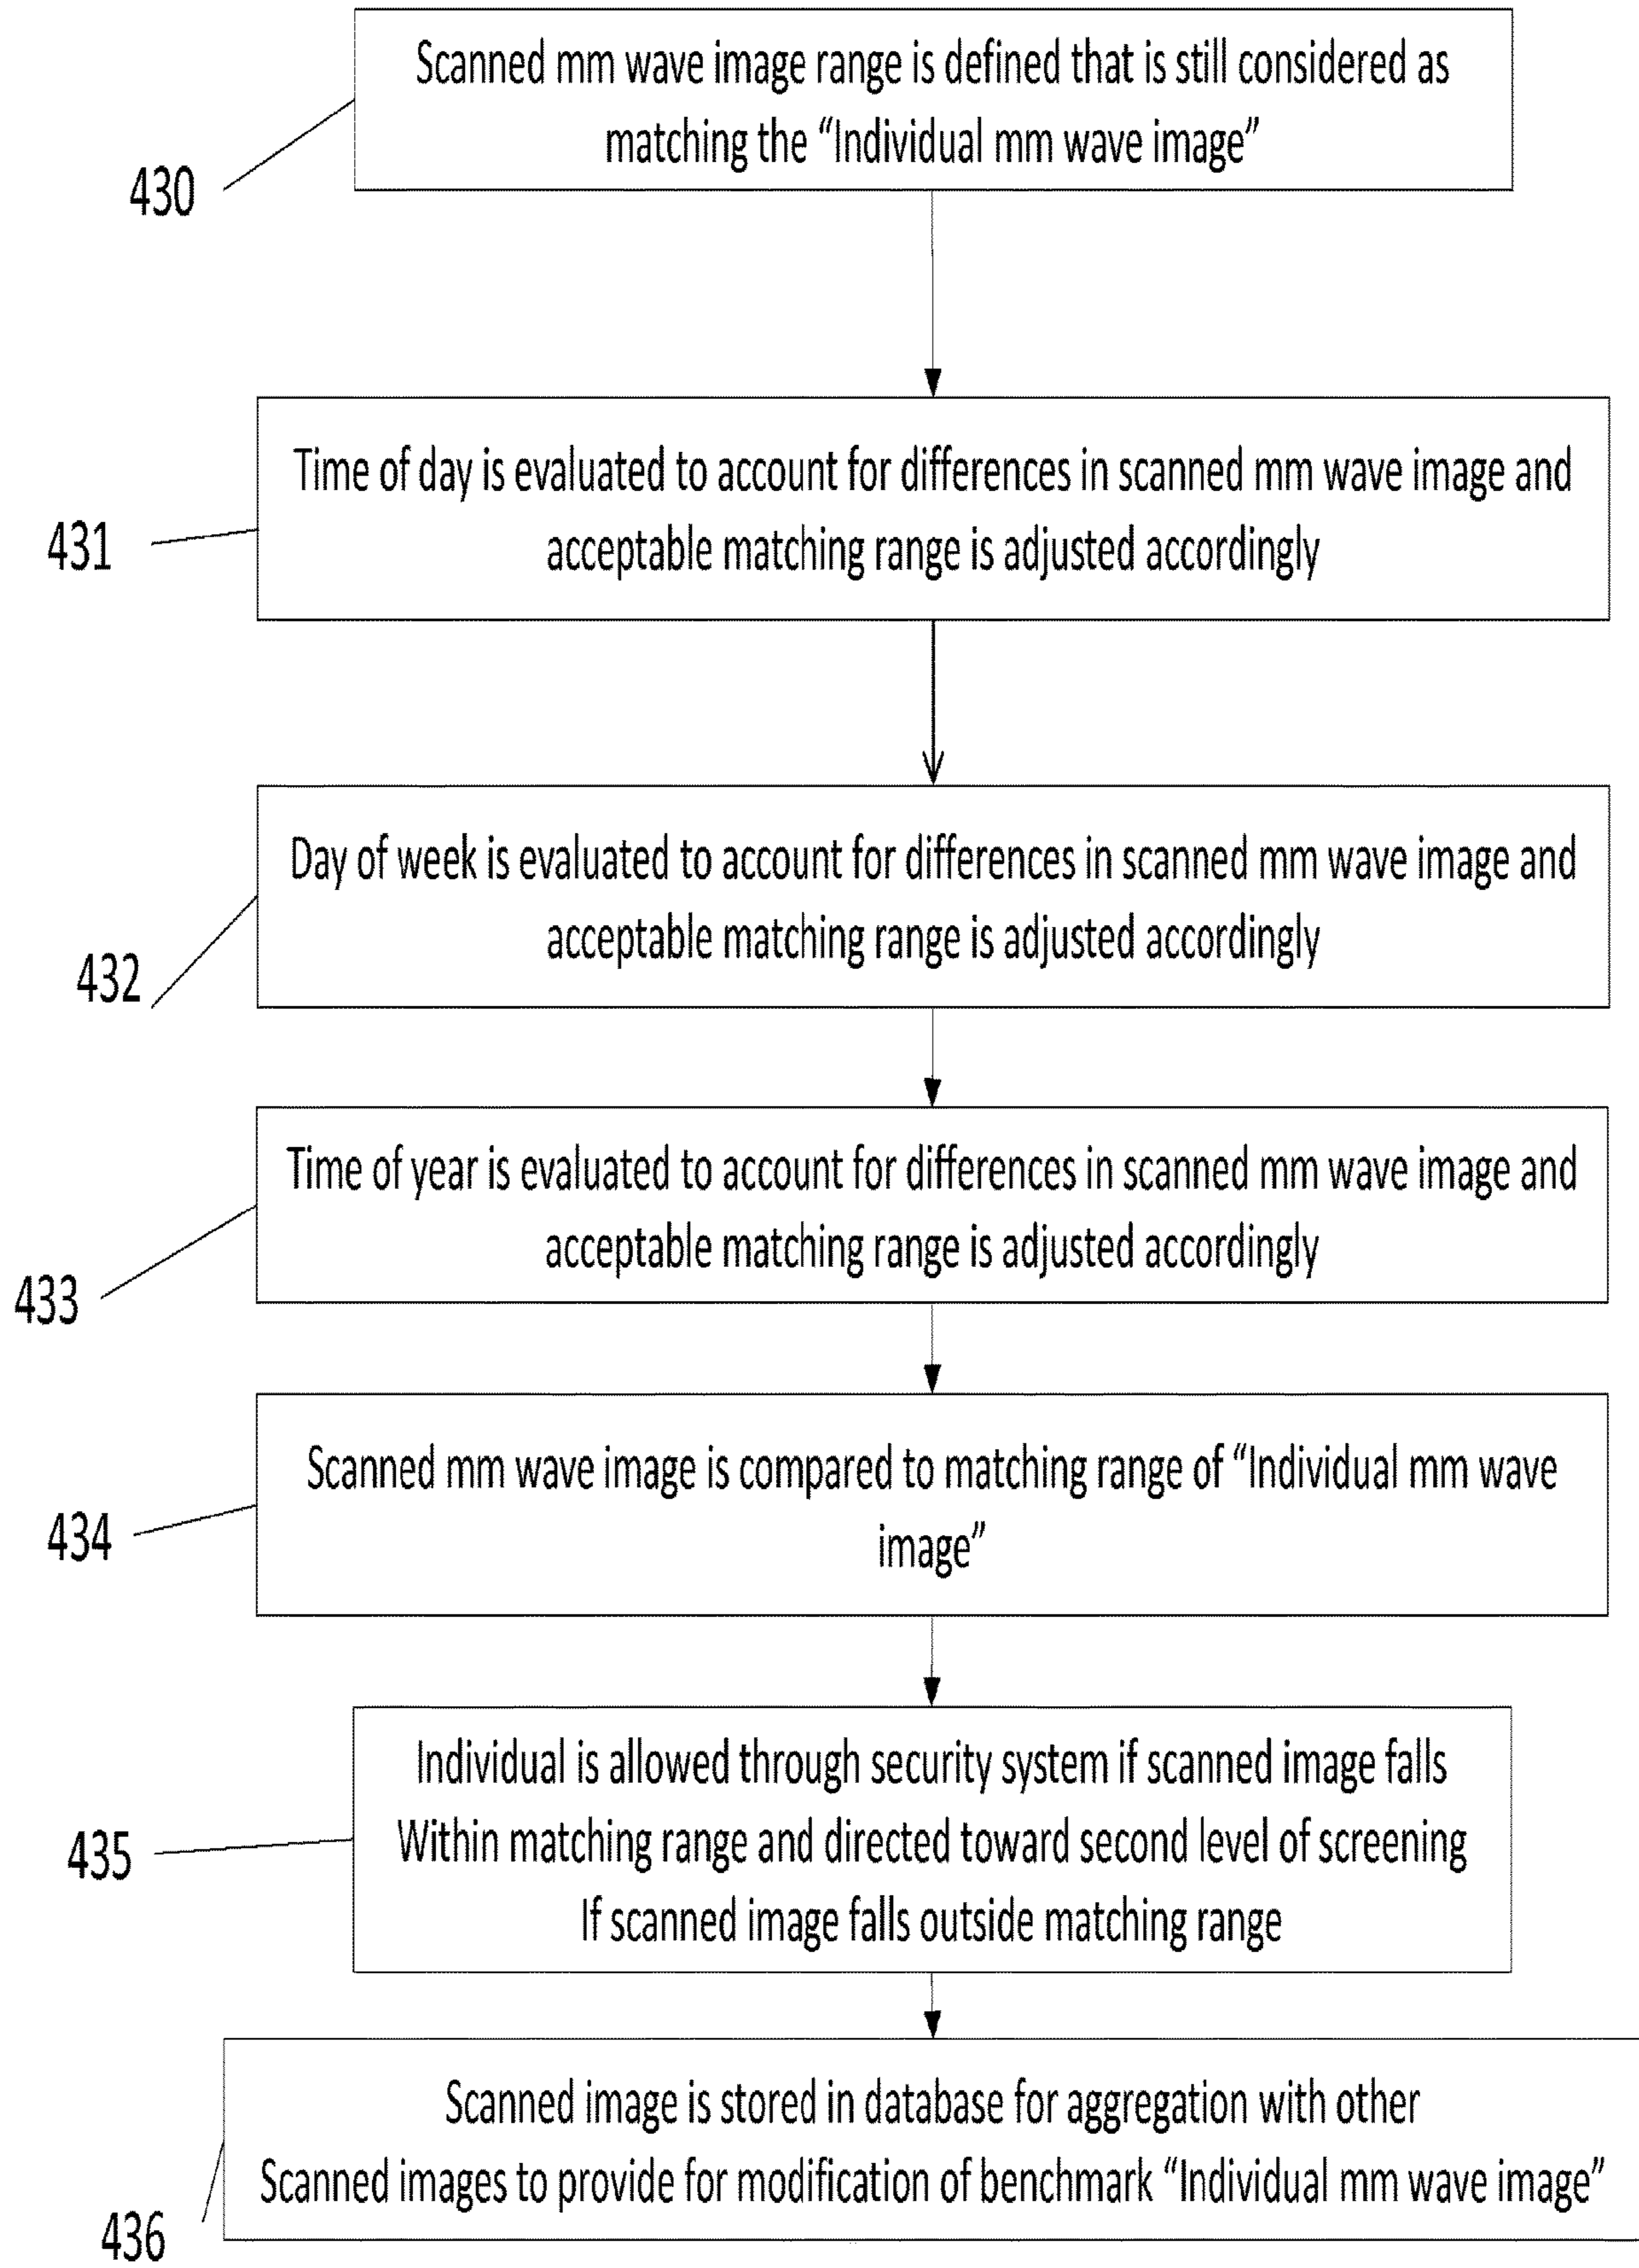 Scanned mm wave image range is defined that is still considered as
matching the “Individual mm wave image”
430
Time of day is evaluated to account for differences in scanned mm wave image and
acceptable matching range is adjusted accordingly
431
Day of week is evaluated to account for differences in scanned mm wave image and
acceptable matching range is adjusted accordingly
432
Time of year is evaluated to account for differences in scanned mm wave image and
acceptable matching range is adjusted accordingly
433
Scanned mm wave image is compared to matching range of “Individual mm wave
image”
434
Individual is allowed through security system if scanned image falls
Within matching range and directed toward second level of screening
If scanned image falls outside matching range
435
Scanned image is stored in database for aggregation with other
Scanned images to provide for modification of benchmark “Individual mm wave image”
436